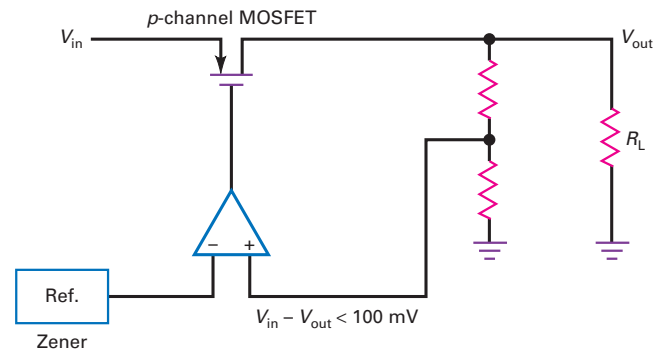 p-channel MOSFET
Vin
Vout
RL
– +
Ref.
Vin – Vout < 100 mV
Zener